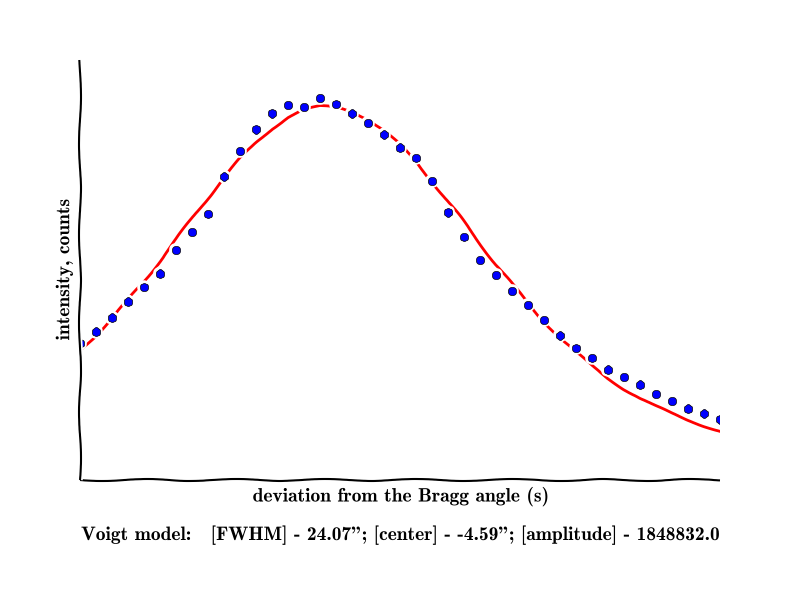 intensity, counts
deviation from the Bragg angle (s)
Voigt model: [FWHM] - 24.07”; [center] - -4.59”; [amplitude] - 1848832.0